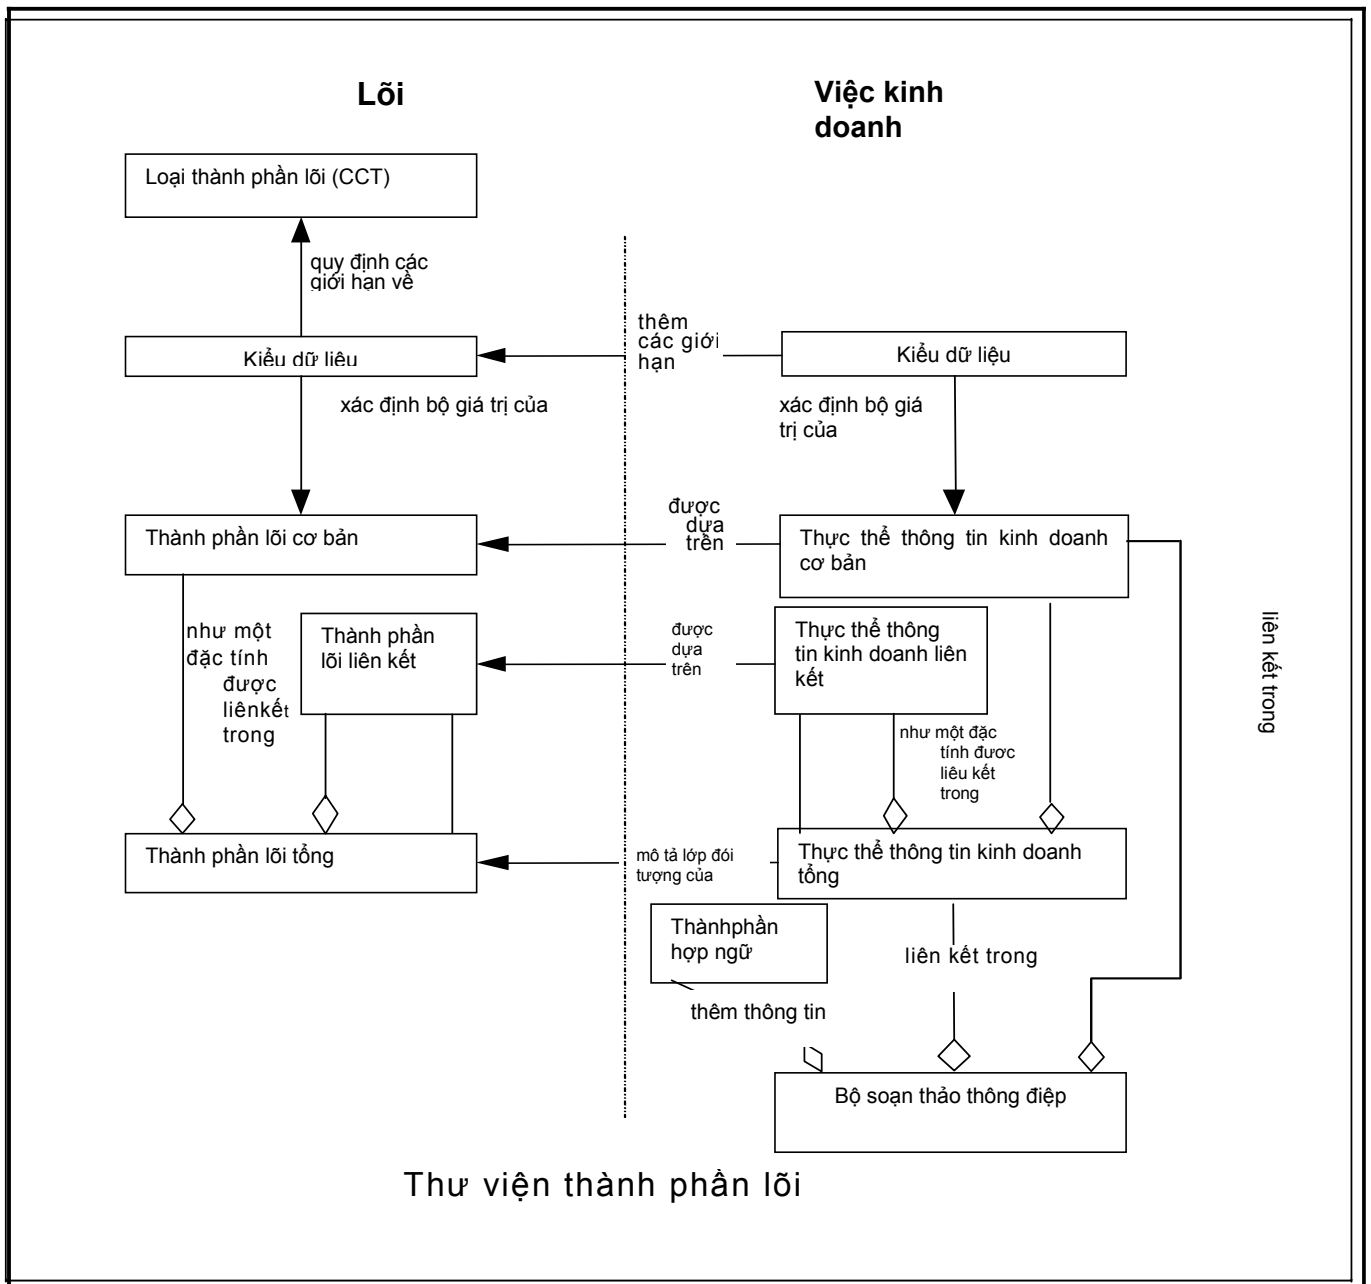 Lõi
Việc kinh
doanh
Loại thành phần lõi (CCT)
quy định các
giới hạn về
thêm
các giới
hạn
Kiểu dữ liệu
Kiểu dữ liệu
xác định bộ giá trị của
xác định bộ giá
trị của
được
dựa
trên
Thành phần lõi cơ bản
Thực thể thông tin kinh doanh
cơ bản
như một
đặc tính
được
liênkết
trong
Thành phần
lõi liên kết
được
dựa
trên
Thực thể thông
tin kinh doanh liên
kết
liên kết trong
như một đặc
tính đươc
liêu kết
trong
Thành phần lõi tổng
mô tả lớp đói
tượng của
Thực thể thông tin kinh doanh
tổng
Thànhphần
hợp ngữ
liên kết trong
thêm thông tin
Bộ soạn thảo thông điệp
Thư viện thành phần lõi